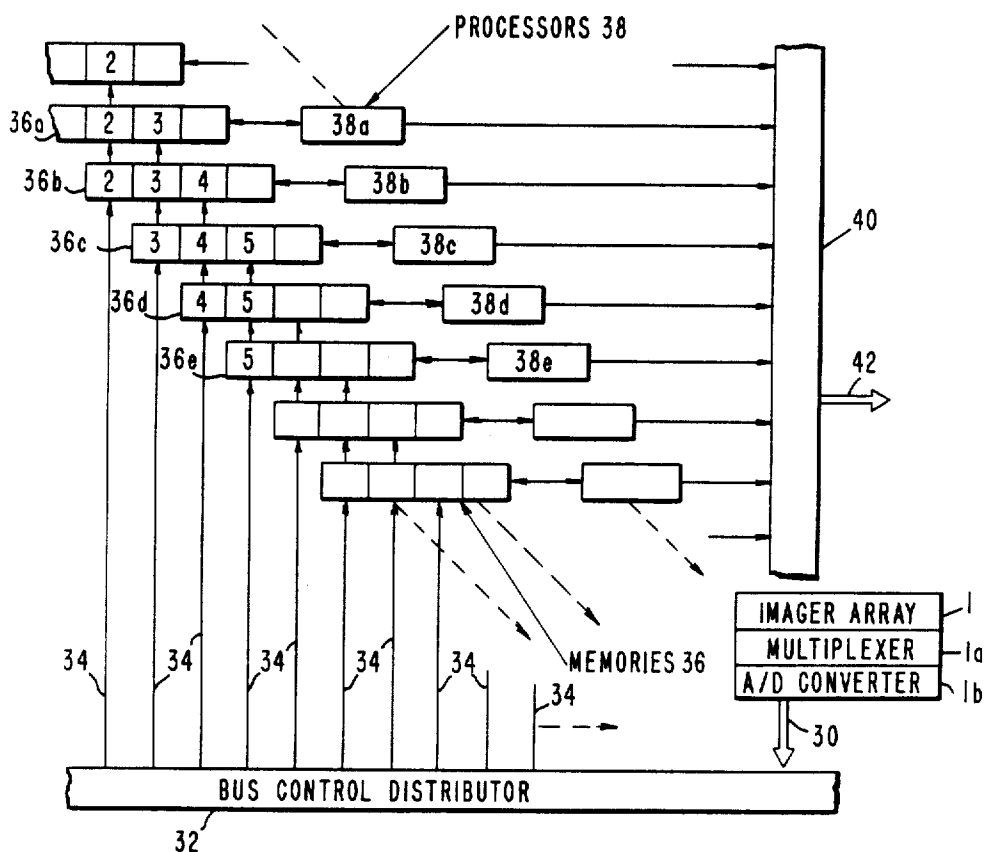 PROCESSORS 38
2
36a
2 3
38a
36b
2 3 4
38b
36c
3 4 5
38c
40
36d
4 5
38d
36e
5
38e
42
IMAGER ARRAY 1
MULTIPLEXER 1a
A/D CONVERTER 1b
MEMORIES 36
34 34 34 34 34 34
30
BUS CONTROL DISTRIBUTOR
32